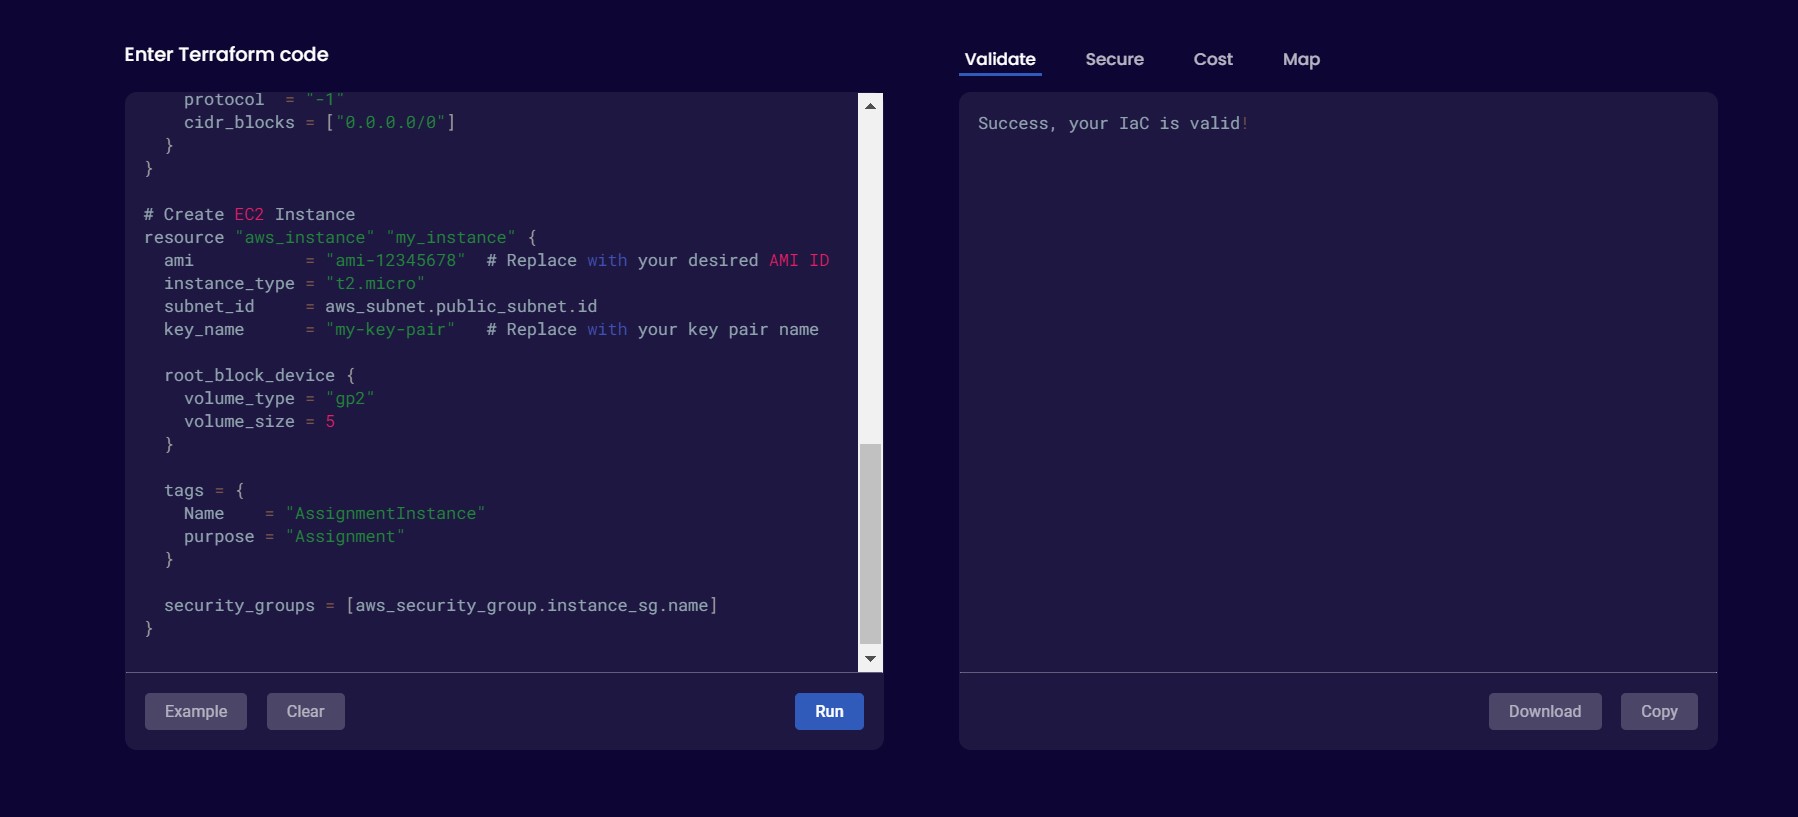 Enter Terraform code
Validate Secure Cost Map
protocol  = "-1"
cidr_blocks = ["0.0.0.0/0"]
}
}
# Create EC2 Instance
resource "aws_instance" "my_instance" {
ami           = "ami-12345678"  # Replace with your desired AMI ID
instance_type = "t2.micro"
subnet_id     = aws_subnet.public_subnet.id
key_name      = "my-key-pair"   # Replace with your key pair name
root_block_device {
volume_type = "gp2"
volume_size = 5
}
tags = {
Name    = "AssignmentInstance"
purpose = "Assignment"
}
security_groups = [aws_security_group.instance_sg.name]
}
Example Clear Run
Success, your IaC is valid!
Download Copy